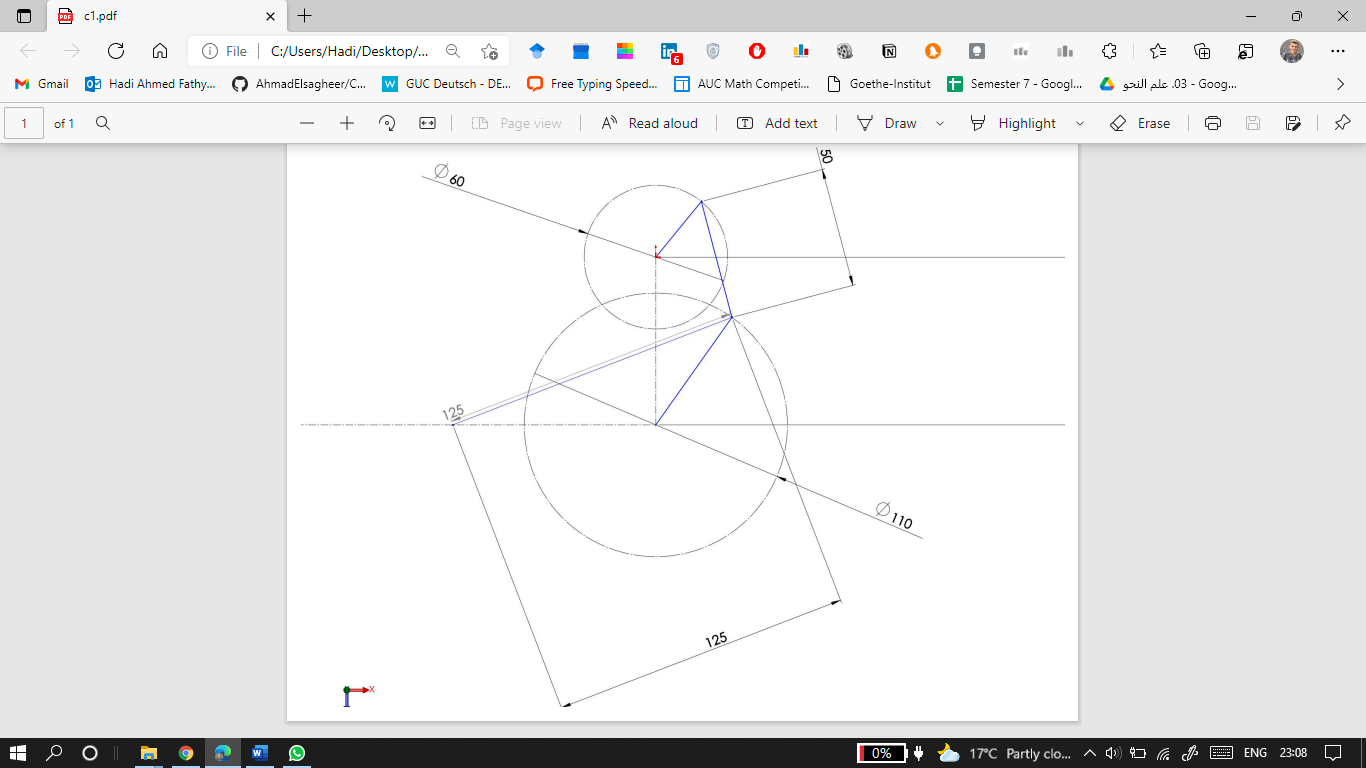 c1.pdf
File
C:/Users/Hadi/Desktop/...
6
Gmail
Hadi Ahmed Fathy...
AhmadElsagheer/C...
GUC Deutsch - DE...
Free Typing Speed...
AUC Math Competi...
Goethe-Institut
Semester 7 - Googl...
03. علم النحو - Goog...
1
of 1
Page view
Read aloud
Add text
Draw
Highlight
Erase
∅ 60
50
125
∅ 110
125
X
0%
17°C Partly clo...
ENG
23:08